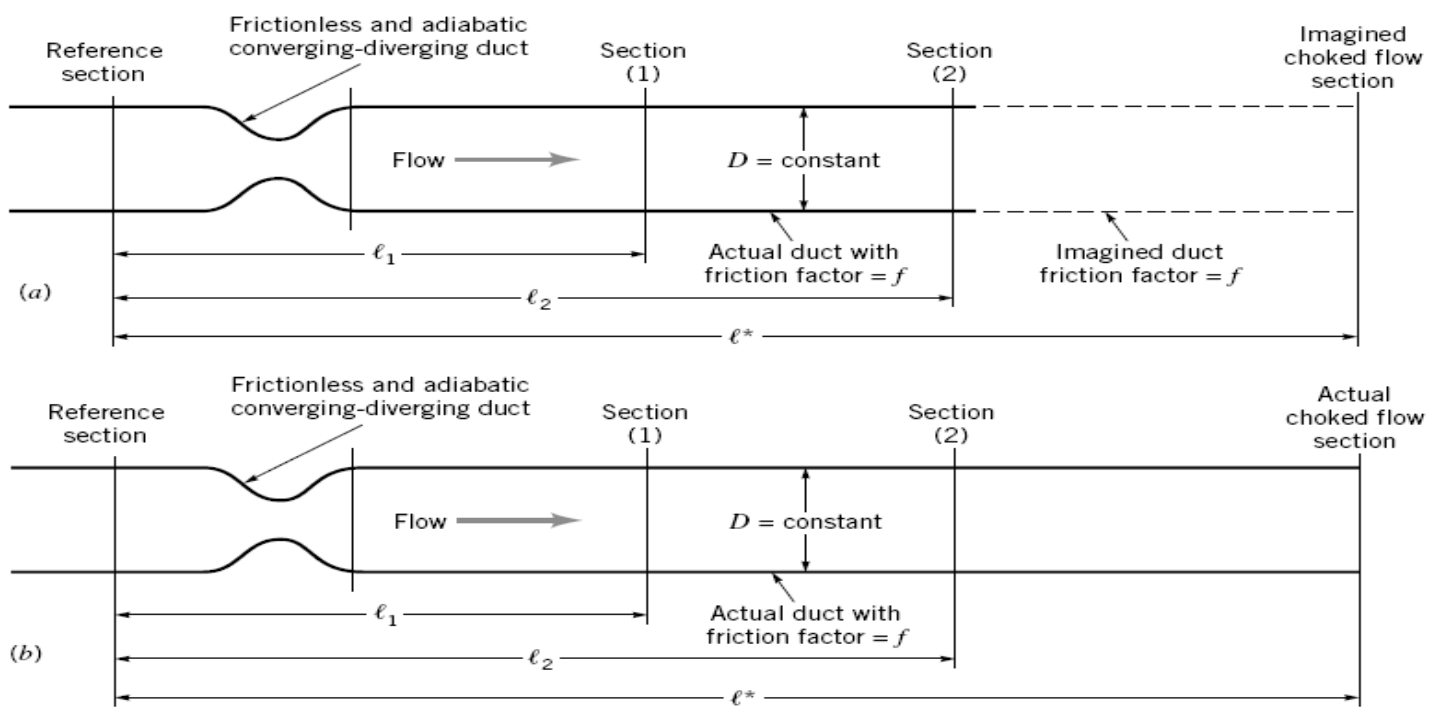 Frictionless and adiabatic
converging-diverging duct
Reference
section
Section
(1)
Section
(2)
Imagined
choked flow
section
Flow
D = constant
ℓ1
Actual duct with
friction factor = f
Imagined duct
friction factor = f
(a)
ℓ2
ℓ*
Frictionless and adiabatic
converging-diverging duct
Reference
section
Section
(1)
Section
(2)
Actual
choked flow
section
Flow
D = constant
ℓ1
Actual duct with
friction factor = f
(b)
ℓ2
ℓ*